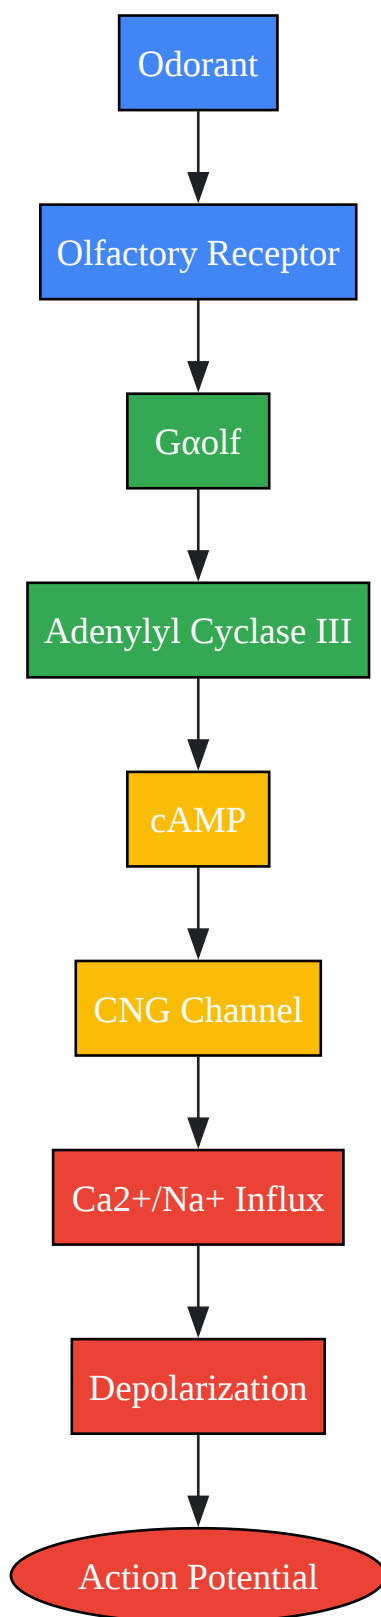 Odorant
Olfactory Receptor
Gαolf
Adenylyl Cyclase III
cAMP
CNG Channel
Ca2+/Na+ Influx
Depolarization
Action Potential